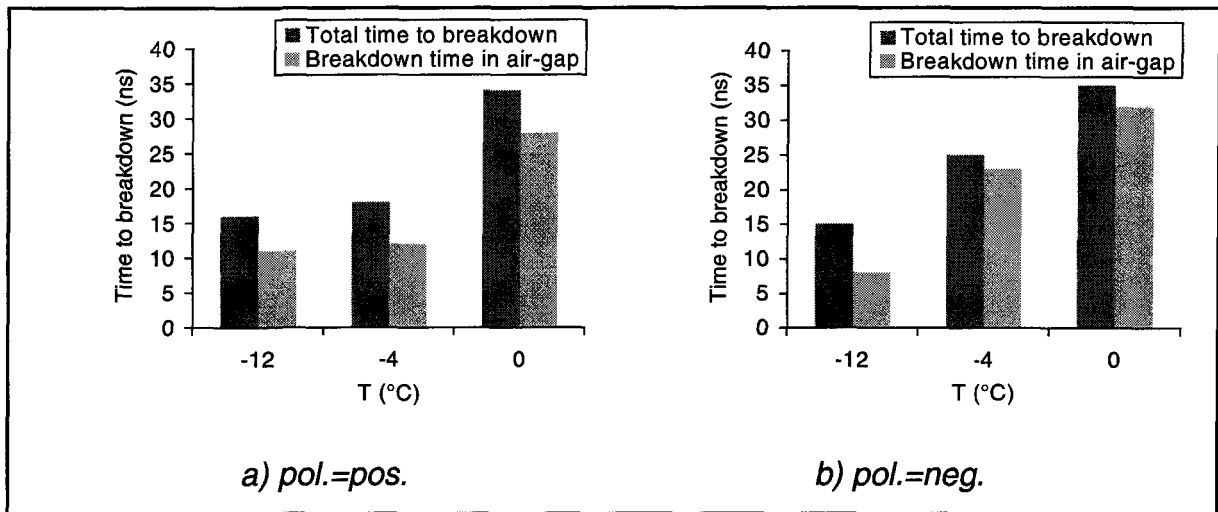 Total time to breakdown
Breakdown time in air-gap
Time to breakdown (ns)
40
35
30
25
20
15
10
5
0
-12 -4 0
T (°C)
a) pol.=pos.
Total time to breakdown
Breakdown time in air-gap
Time to breakdown (ns)
40
35
30
25
20
15
10
5
0
-12 -4 0
T (°C)
b) pol.=neg.